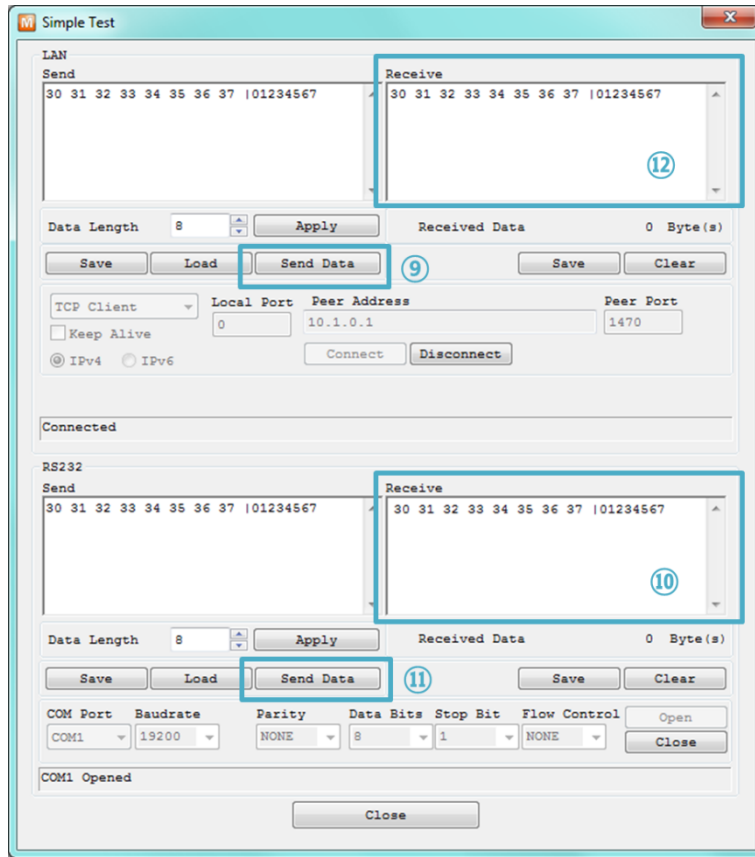 M Simple Test
LAN
Send Receive
30 31 32 33 34 35 36 37 |01234567 30 31 32 33 34 35 36 37 |01234567
⑫
Data Length 8 Apply Received Data 0 Byte(s)
Save Load Send Data ⑨ Save Clear
TCP Client Local Port Peer Address Peer Port
0 10.1.0.1 1470
Keep Alive
IPv4 IPv6 Connect Disconnect
Connected
RS232
Send Receive
30 31 32 33 34 35 36 37 |01234567 30 31 32 33 34 35 36 37 |01234567
⑩
Data Length 8 Apply Received Data 0 Byte(s)
Save Load Send Data ⑪ Save Clear
COM Port Baudrate Parity Data Bits Stop Bit Flow Control Open
COM1 19200 NONE 8 1 NONE Close
COM1 Opened
Close